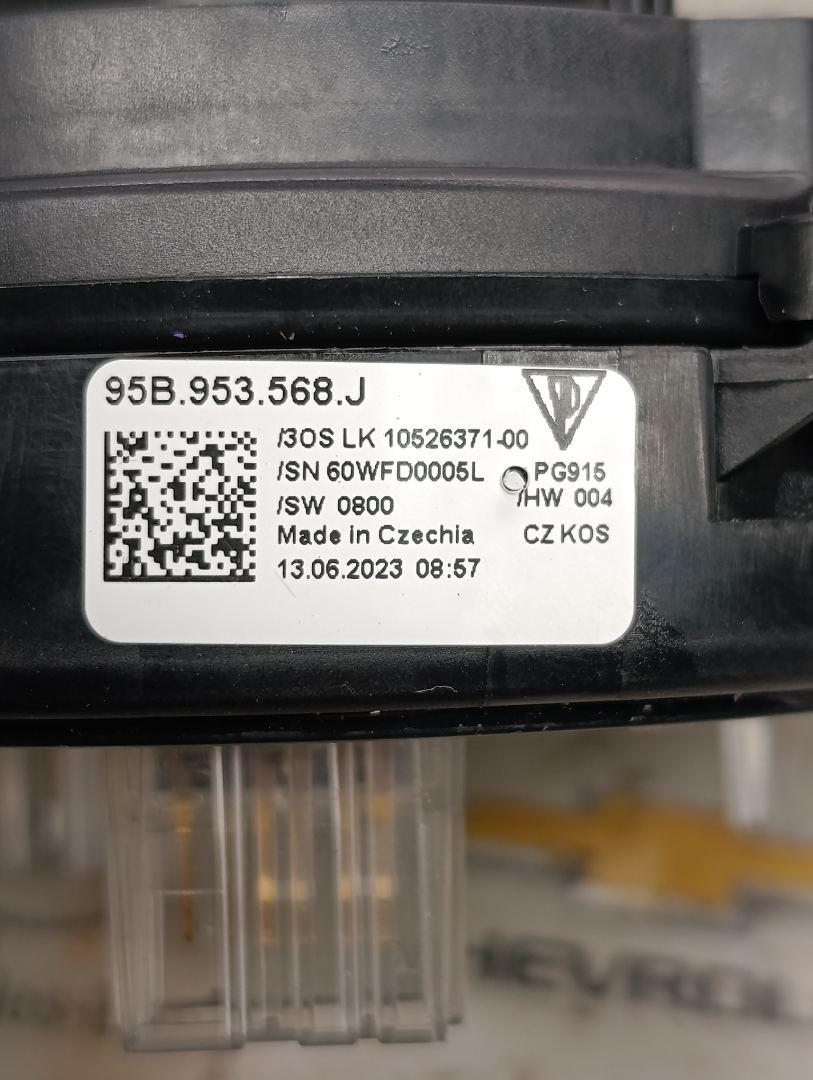 95B.953.568.J
/3OS LK 10526371-00
/SN 60WFD0005L PG915
/SW 0800 /HW 004
Made in Czechia CZ KOS
13.06.2023 08:57